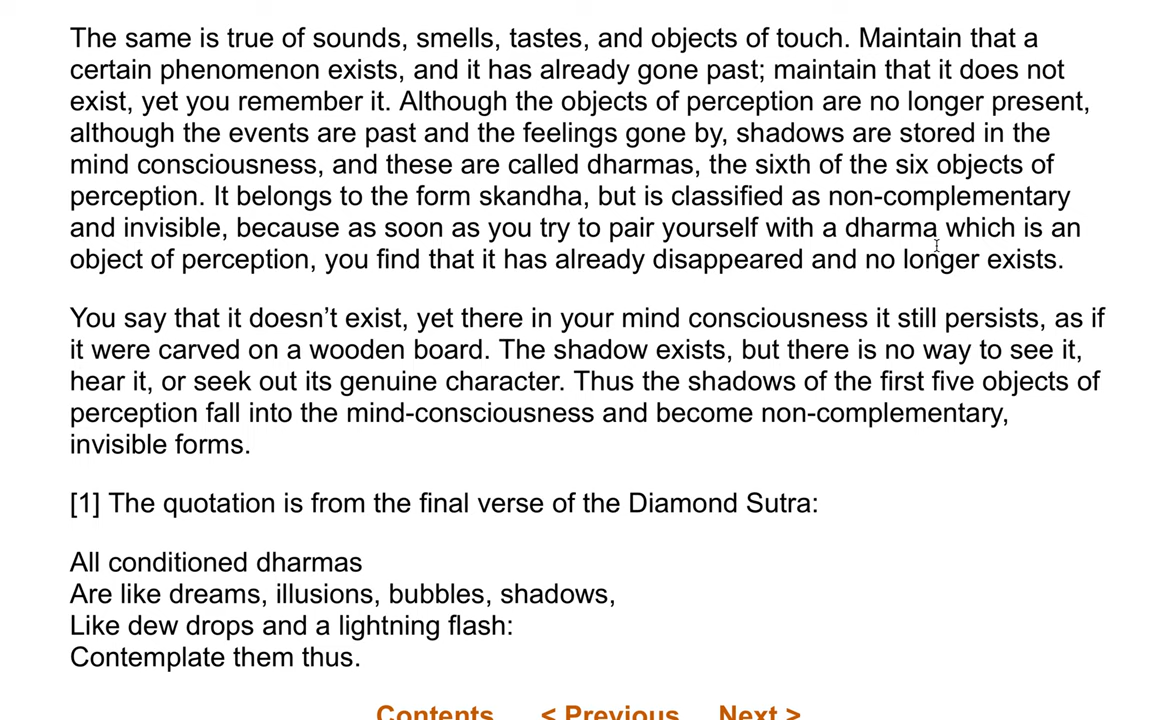 The same is true of sounds, smells, tastes, and objects of touch. Maintain that a
certain phenomenon exists, and it has already gone past; maintain that it does not
exist, yet you remember it. Although the objects of perception are no longer present,
although the events are past and the feelings gone by, shadows are stored in the
mind consciousness, and these are called dharmas, the sixth of the six objects of
perception. It belongs to the form skandha, but is classified as non-complementary
and invisible, because as soon as you try to pair yourself with a dharma which is an
object of perception, you find that it has already disappeared and no longer exists.
You say that it doesn’t exist, yet there in your mind consciousness it still persists, as if
it were carved on a wooden board. The shadow exists, but there is no way to see it,
hear it, or seek out its genuine character. Thus the shadows of the first five objects of
perception fall into the mind-consciousness and become non-complementary,
invisible forms.
[1] The quotation is from the final verse of the Diamond Sutra:
All conditioned dharmas
Are like dreams, illusions, bubbles, shadows,
Like dew drops and a lightning flash:
Contemplate them thus.
Contents < Previous Next >